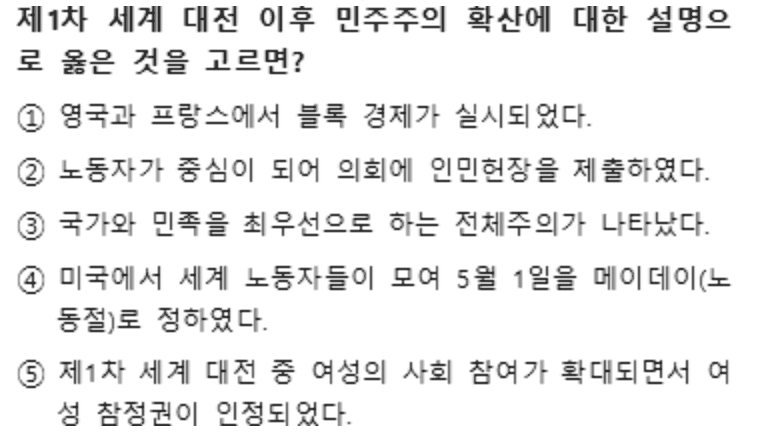 제1차 세계 대전 이후 민주주의 확산에 대한 설명으
로 옳은 것을 고르면?
① 영국과 프랑스에서 블록 경제가 실시되었다.
② 노동자가 중심이 되어 의회에 인민헌장을 제출하였다.
③ 국가와 민족을 최우선으로 하는 전체주의가 나타났다.
④ 미국에서 세계 노동자들이 모여 5월 1일을 메이데이(노
동절)로 정하였다.
⑤ 제1차 세계 대전 중 여성의 사회 참여가 확대되면서 여
성 참정권이 인정되었다.